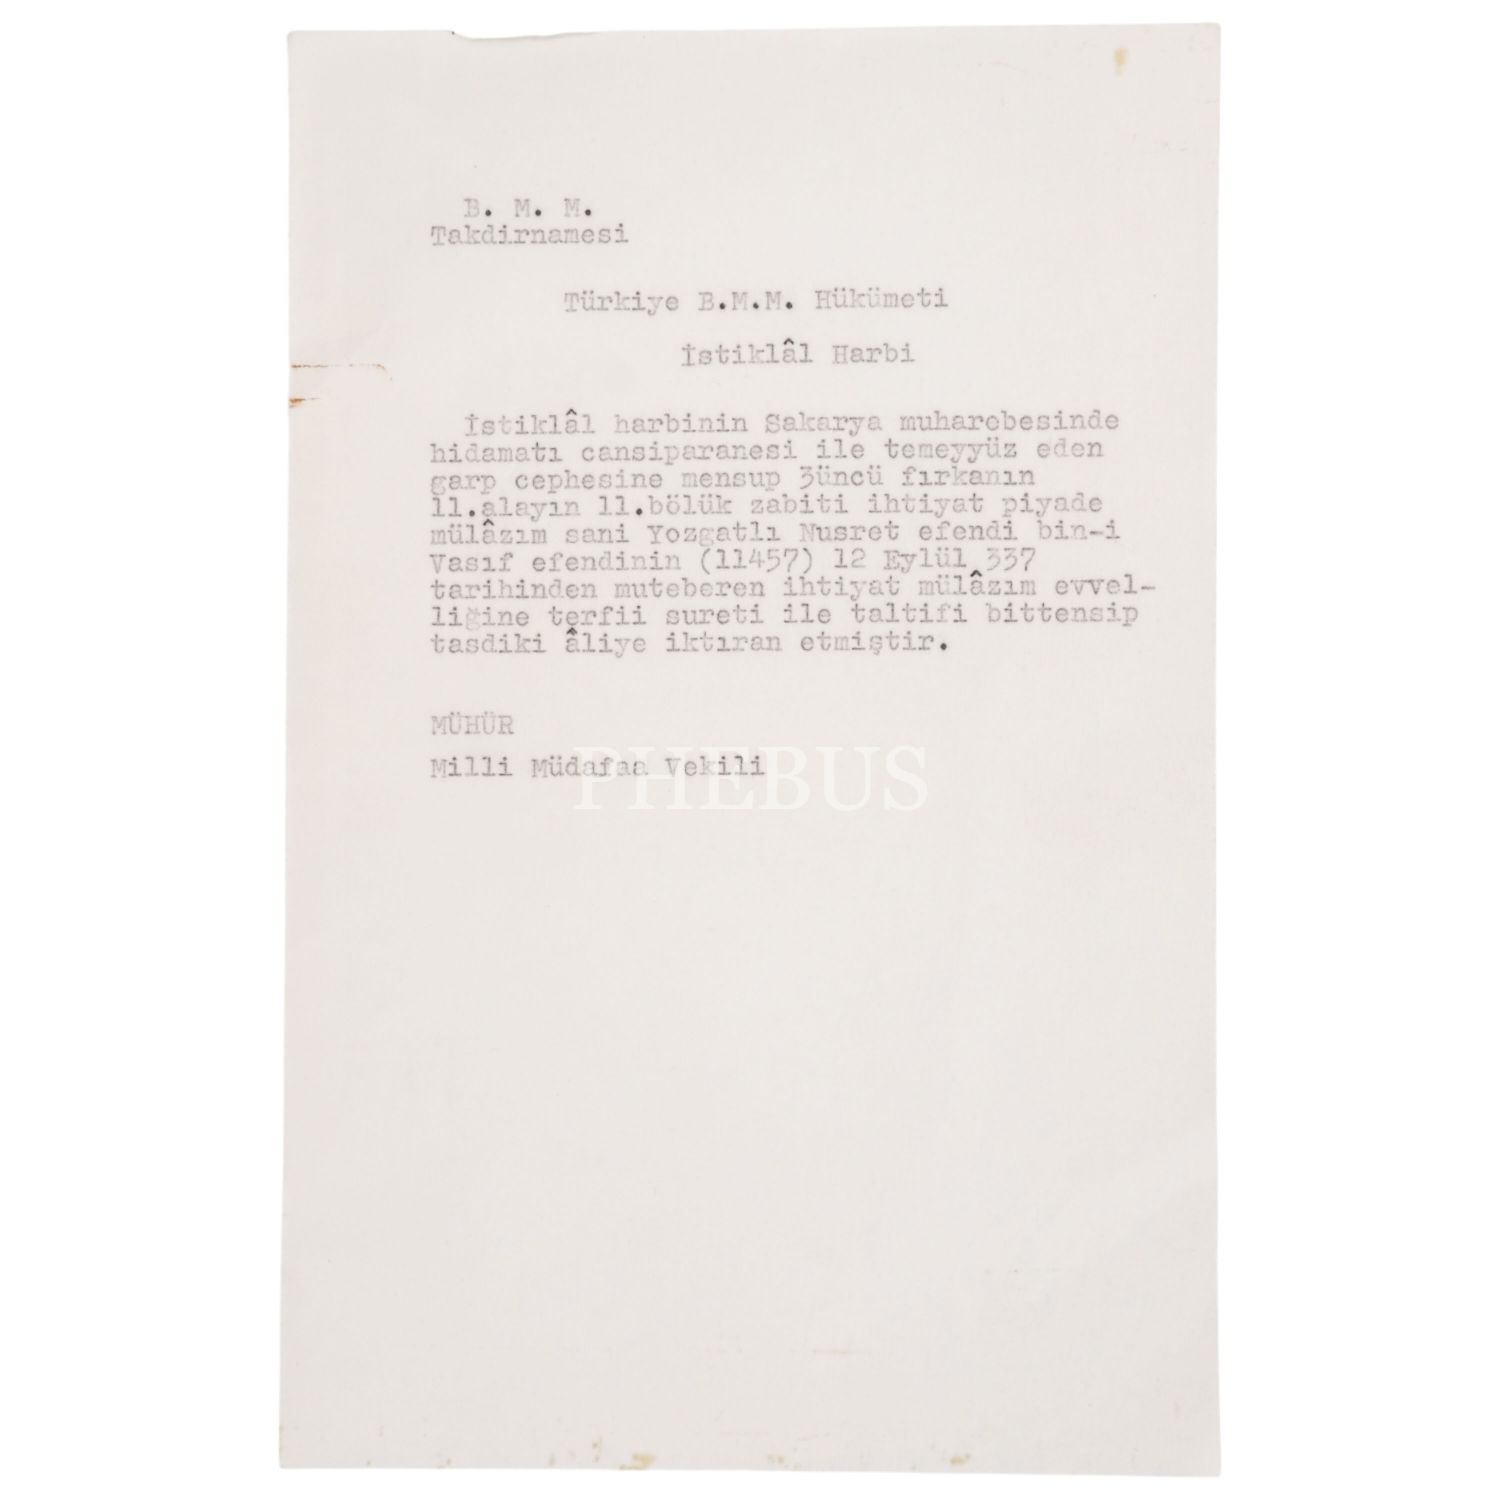 B. M. M.
Takdirnamesi
Türkiye B.M.M. Hükümeti
İstiklâl Harbi
İstiklâl harbinin Sakarya muharebesinde
hidamatı cansiparanesi ile temeyyüz eden
garp cephesine mensup 3üncü fırkanın
11.alayın 11.bölük zabiti ihtiyat piyade
mülâzım sani Yozgatlı Nusret efendi bin-i
Vasıf efendinin (11457) 12 Eylül 337
tarihinden muteberen ihtiyat mülâzım evvel-
liğine terfii sureti ile taltifi bittensip
tasdiki âliye iktıran etmiştir.
MÜHÜR
Milli Müdafaa Vekili
PHEBUS